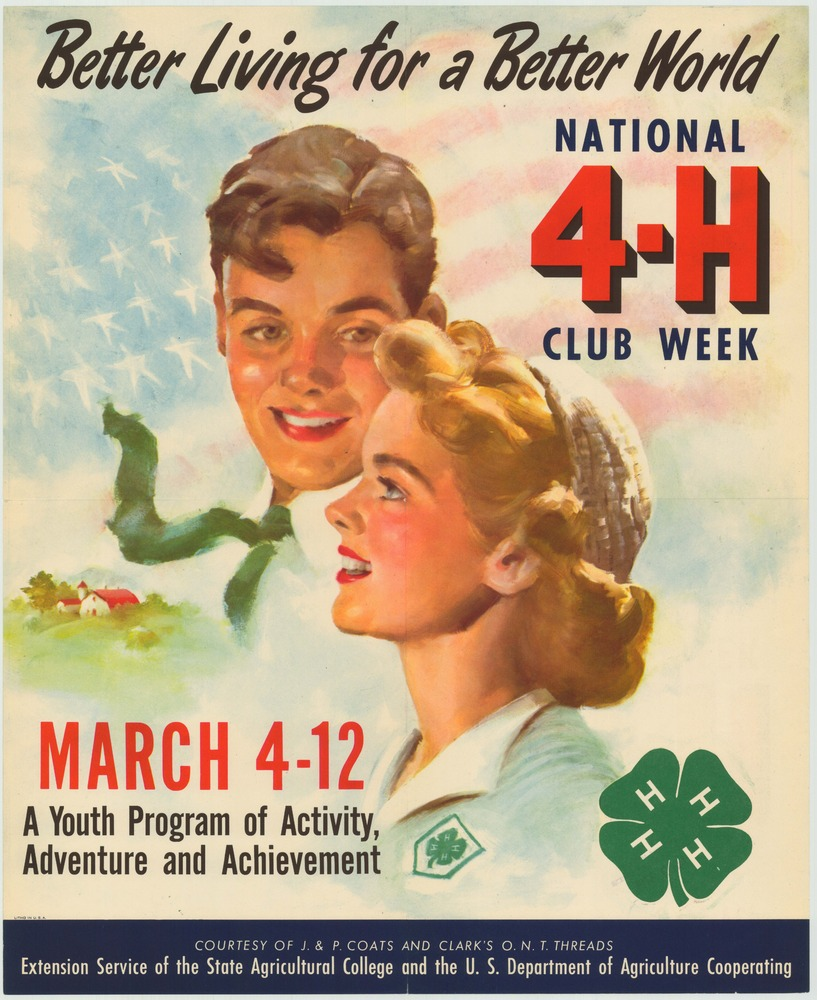 Better Living for a Better World
NATIONAL
4-H
CLUB WEEK
MARCH 4-12
A Youth Program of Activity,
Adventure and Achievement
H H
H H
H H
H H
LITHO IN U.S.A.
COURTESY OF J. & P. COATS AND CLARK'S O. N. T. THREADS
Extension Service of the State Agricultural College and the U. S. Department of Agriculture Cooperating